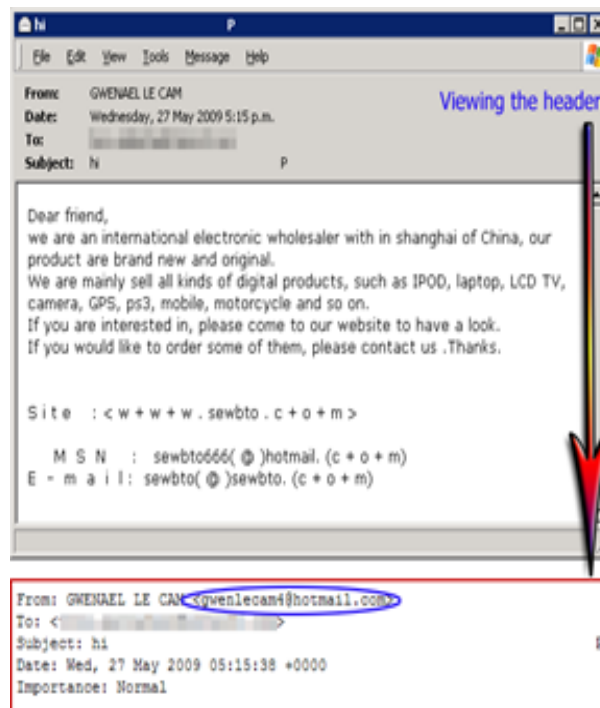 hi P
File Edit View Tools Message Help
From: GWENAEL LE CAM
Date: Wednesday, 27 May 2009 5:15 p.m.
To:
Subject: hi P
Viewing the header
Dear friend,
we are an international electronic wholesaler with in shanghai of China, our
product are brand new and original.
We are mainly sell all kinds of digital products, such as IPOD, laptop, LCD TV,
camera, GPS, ps3, mobile, motorcycle and so on.
If you are interested in, please come to our website to have a look.
If you would like to order some of them, please contact us .Thanks.
S i t e : < w + w + w . sewbto . c + o + m >
M S N : sewbto666( @ )hotmail. (c + o + m)
E - m a i l: sewbto( @ )sewbto. (c + o + m)
From: GWENAEL LE CAM <gwenlecam4@hotmail.com>
To: < >
Subject: hi
Date: Wed, 27 May 2009 05:15:38 +0000
Importance: Normal